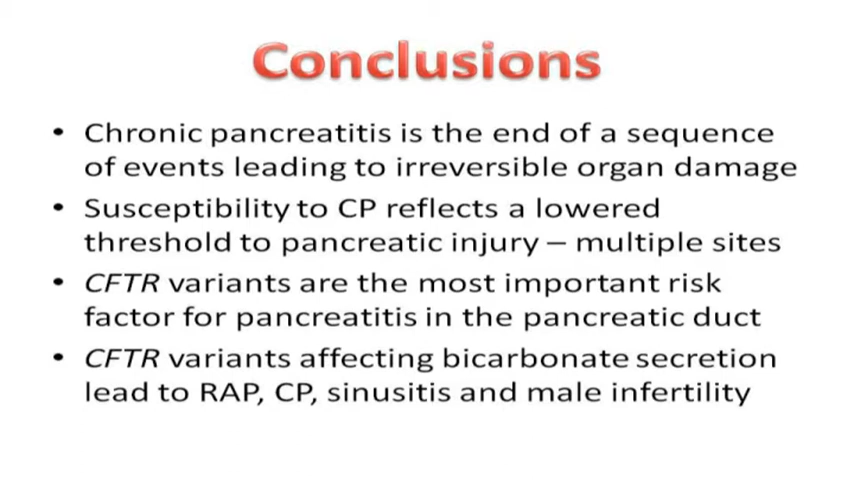 Conclusions
• Chronic pancreatitis is the end of a sequence
of events leading to irreversible organ damage
• Susceptibility to CP reflects a lowered
threshold to pancreatic injury – multiple sites
• CFTR variants are the most important risk
factor for pancreatitis in the pancreatic duct
• CFTR variants affecting bicarbonate secretion
lead to RAP, CP, sinusitis and male infertility